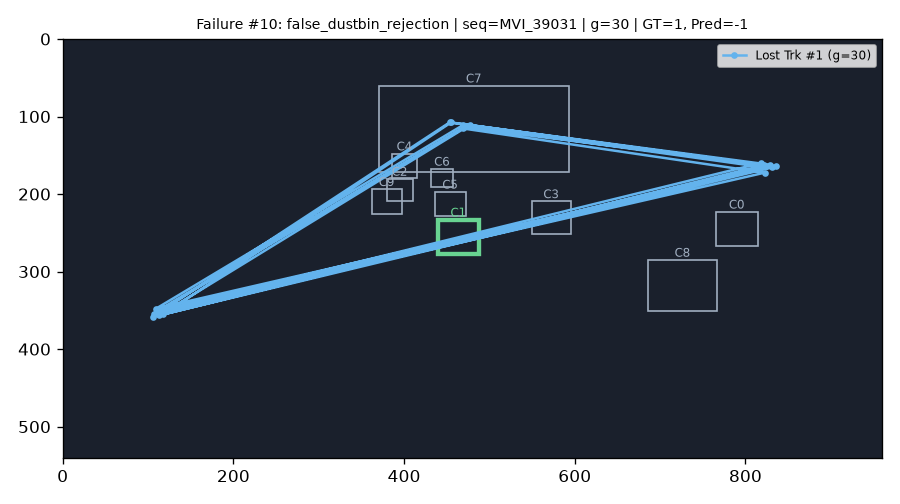 Failure #10: false_dustbin_rejection | seq=MVI_39031 | g=30 | GT=1, Pred=-1
Lost Trk #1 (g=30)
C7
C4
C6
C2
C9
C5
C3
C1
C0
C8
0
100
200
300
400
500
0
200
400
600
800